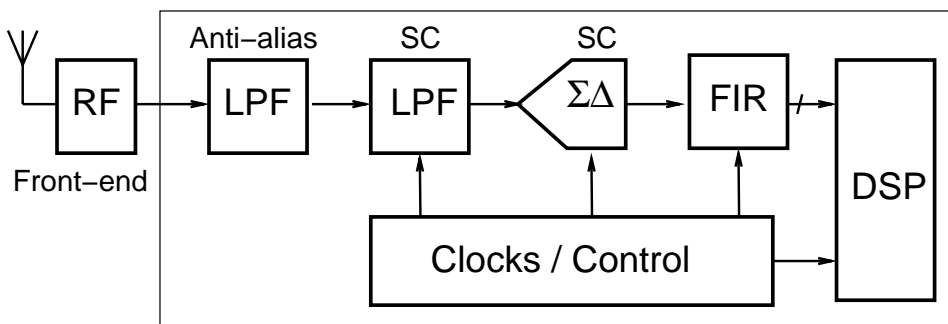 Anti−alias
SC
SC
RF
LPF
LPF
ΣΔ
FIR
DSP
Front−end
Clocks / Control